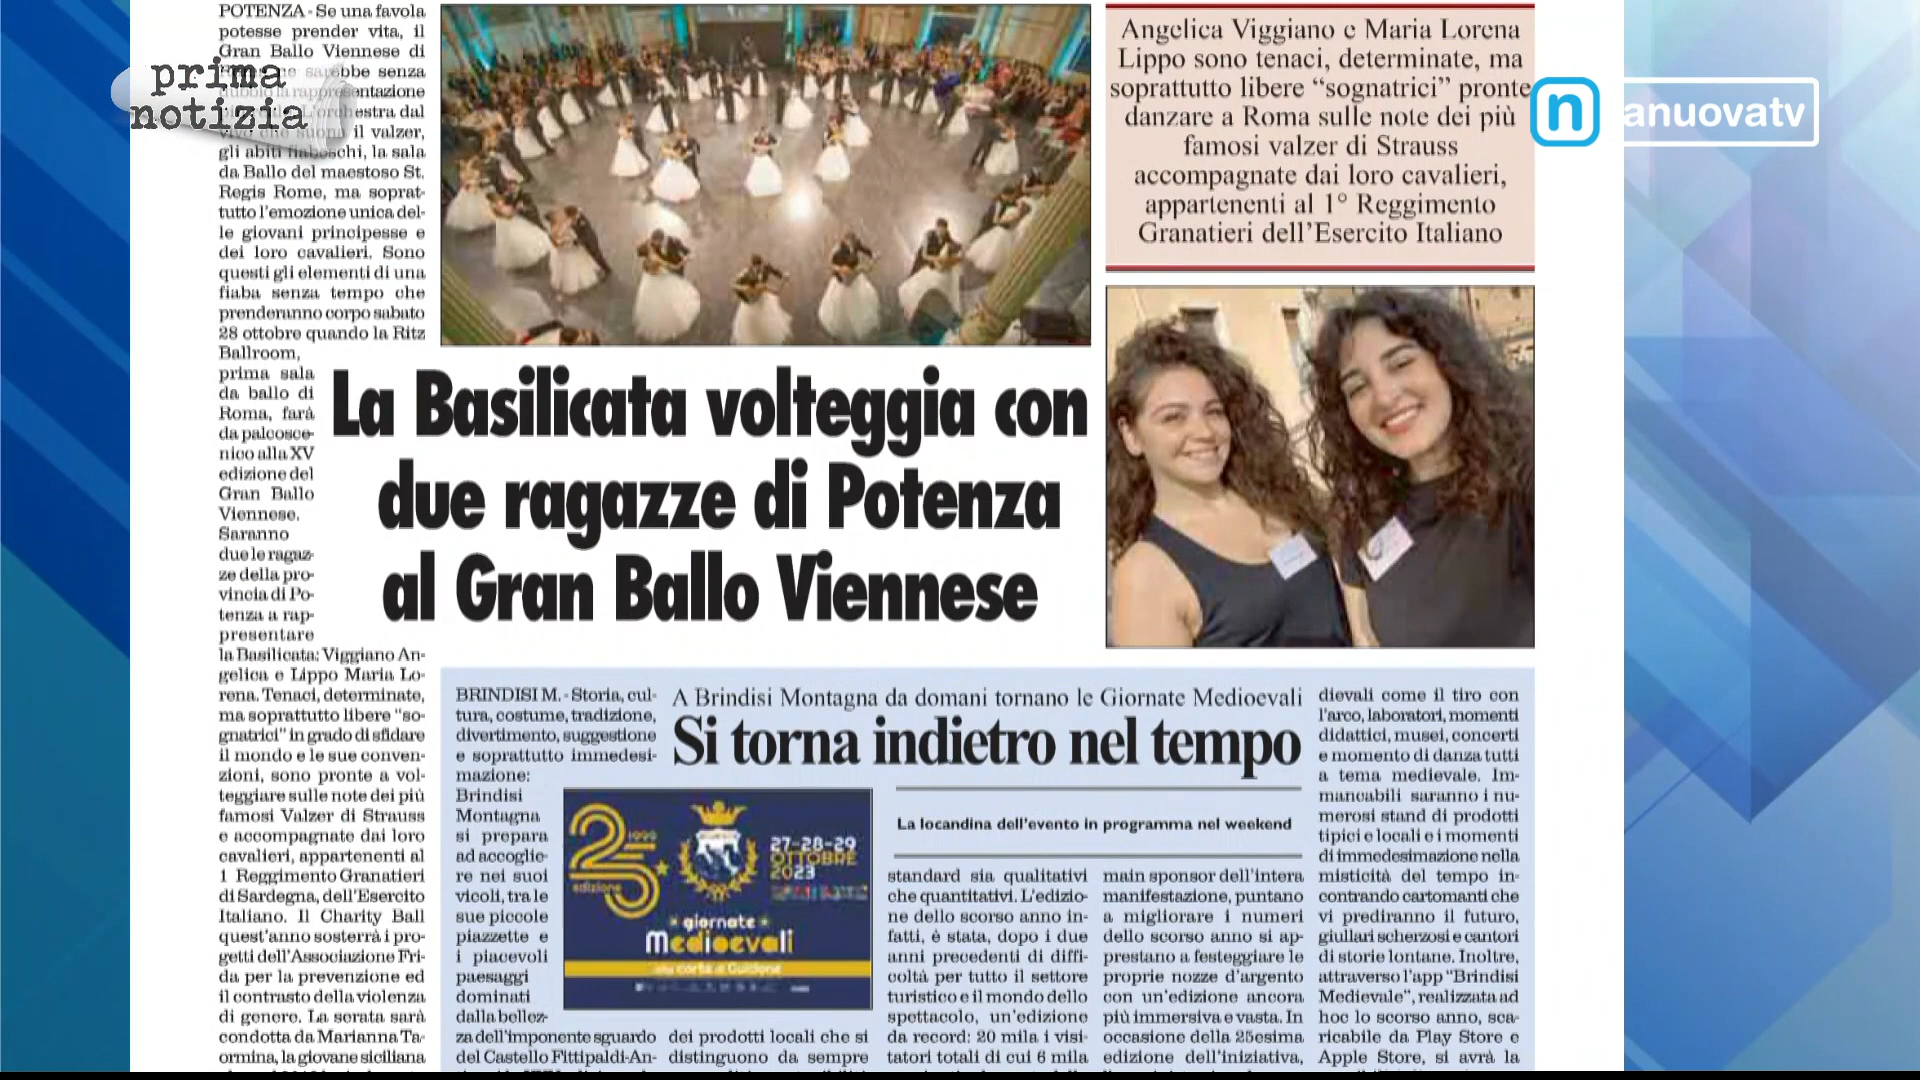 POTENZA - Se una favola
potesse prender vita, il
Gran Ballo Viennese di
sarebbe senza
dubbio la rappresentazione
L'orchestra dal
vivo che suona il valzer,
gli abiti fiabeschi, la sala
da Ballo del maestoso St.
Regis Rome, ma soprat-
tutto l'emozione unica del-
le giovani principesse e
dei loro cavalieri. Sono
questi gli elementi di una
fiaba senza tempo che
prenderanno corpo sabato
28 ottobre quando la Ritz
Ballroom,
prima sala
da ballo di
Roma, farà
da palcosce-
nico alla XV
edizione del
Gran Ballo
Viennese.
Saranno
due le ragaz-
ze della pro-
vincia di Po-
tenza a rap-
presentare
la Basilicata: Viggiano An-
gelica e Lippo Maria Lo-
rena. Tenaci, determinate,
ma soprattutto libere “so-
gnatrici” in grado di sfidare
il mondo e le sue conven-
zioni, sono pronte a vol-
teggiare sulle note dei più
famosi Valzer di Strauss
e accompagnate dai loro
cavalieri, appartenenti al
1 Reggimento Granatieri
di Sardegna, dell'Esercito
Italiano. Il Charity Ball
quest'anno sosterrà i pro-
getti dell'Associazione Fri-
da per la prevenzione ed
il contrasto della violenza
di genere. La serata sarà
condotta da Marianna Ta-
ormina, la giovane siciliana
prima
notizia
Angelica Viggiano e Maria Lorena
Lippo sono tenaci, determinate, ma
soprattutto libere “sognatrici” pronte
danzare a Roma sulle note dei più
famosi valzer di Strauss
accompagnate dai loro cavalieri,
appartenenti al 1° Reggimento
Granatieri dell'Esercito Italiano
n anuovatv
La Basilicata volteggia con
due ragazze di Potenza
al Gran Ballo Viennese
A Brindisi Montagna da domani tornano le Giornate Medioevali
Si torna indietro nel tempo
La locandina dell'evento in programma nel weekend
BRINDISI M. - Storia, cul-
tura, costume, tradizione,
divertimento, suggestione
e soprattutto immedesi-
mazione:
Brindisi
Montagna
si prepara
ad accoglie-
re nei suoi
vicoli, tra le
sue piccole
piazzette e
i piacevoli
paesaggi
dominati
dalla bellez-
za dell'imponente sguardo
del Castello Fittipaldi-An-
25
1999
edizione
27-28-29
OTTOBRE
2023
giornate
Medioevali
alla corte di Guidone
dei prodotti locali che si
distinguono da sempre
standard sia qualitativi
che quantitativi. L'edizio-
ne dello scorso anno in-
fatti, è stata, dopo i due
anni precedenti di diffi-
coltà per tutto il settore
turistico e il mondo dello
spettacolo, un'edizione
da record: 20 mila i visi-
tatori totali di cui 6 mila
main sponsor dell'intera
manifestazione, puntano
a migliorare i numeri
dello scorso anno si ap-
prestano a festeggiare le
proprie nozze d'argento
con un'edizione ancora
più immersiva e vasta. In
occasione della 25esima
edizione dell'iniziativa,
dievali come il tiro con
l'arco, laboratori, momenti
didattici, musei, concerti
e momento di danza tutti
a tema medievale. Im-
mancabili saranno i nu-
merosi stand di prodotti
tipici e locali e i momenti
di immedesimazione nella
misticità del tempo in-
contrando cartomanti che
vi prediranno il futuro,
giullari scherzosi e cantori
di storie lontane. Inoltre,
attraverso l'app “Brindisi
Medievale”, realizzata ad
hoc lo scorso anno, sca-
ricabile da Play Store e
Apple Store, si avrà la